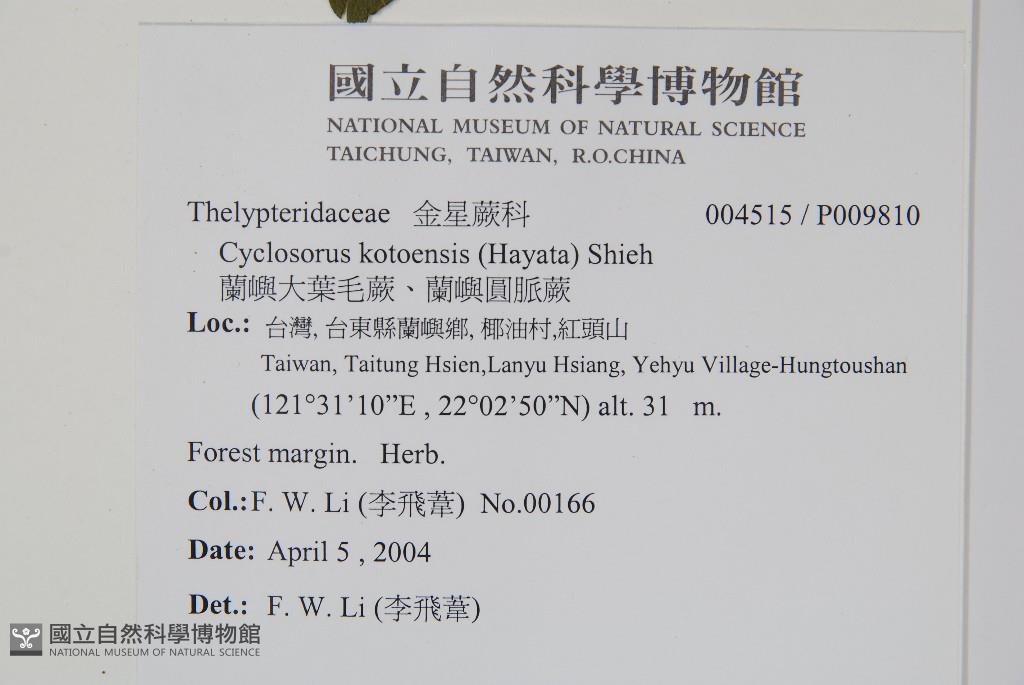 國立自然科學博物館
NATIONAL MUSEUM OF NATURAL SCIENCE
TAICHUNG, TAIWAN, R.O.CHINA
Thelypteridaceae 金星蕨科 004515 / P009810
Cyclosorus kotoensis (Hayata) Shieh
蘭嶼大葉毛蕨、蘭嶼圓脈蕨
Loc.: 台灣, 台東縣蘭嶼鄉, 椰油村,紅頭山
Taiwan, Taitung Hsien,Lanyu Hsiang, Yehyu Village-Hungtoushan
(121°31’10”E , 22°02’50”N) alt. 31 m.
Forest margin. Herb.
Col.:F. W. Li (李飛葦) No.00166
Date: April 5 , 2004
Det.: F. W. Li (李飛葦)
國立自然科學博物館
NATIONAL MUSEUM OF NATURAL SCIENCE